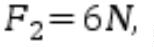 F₂ = 6N,